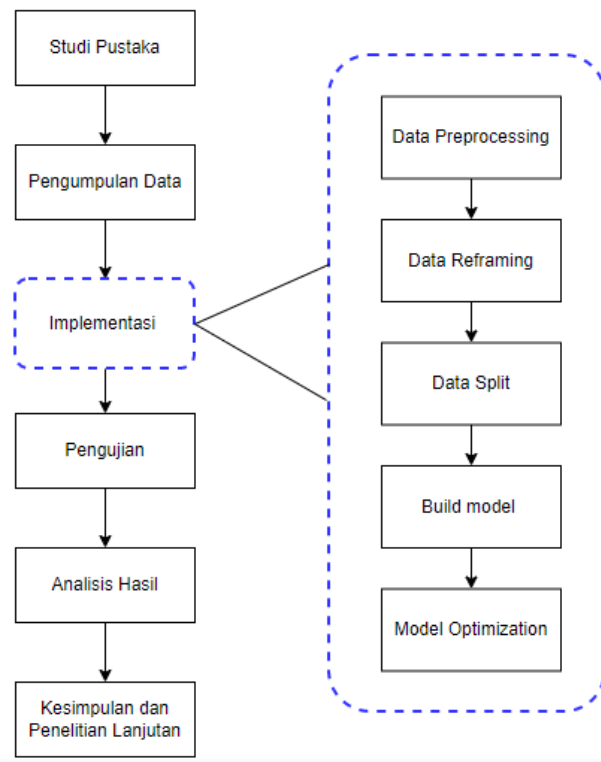 Studi Pustaka
Pengumpulan Data
Implementasi
Pengujian
Analisis Hasil
Kesimpulan dan
Penelitian Lanjutan
Data Preprocessing
Data Reframing
Data Split
Build model
Model Optimization